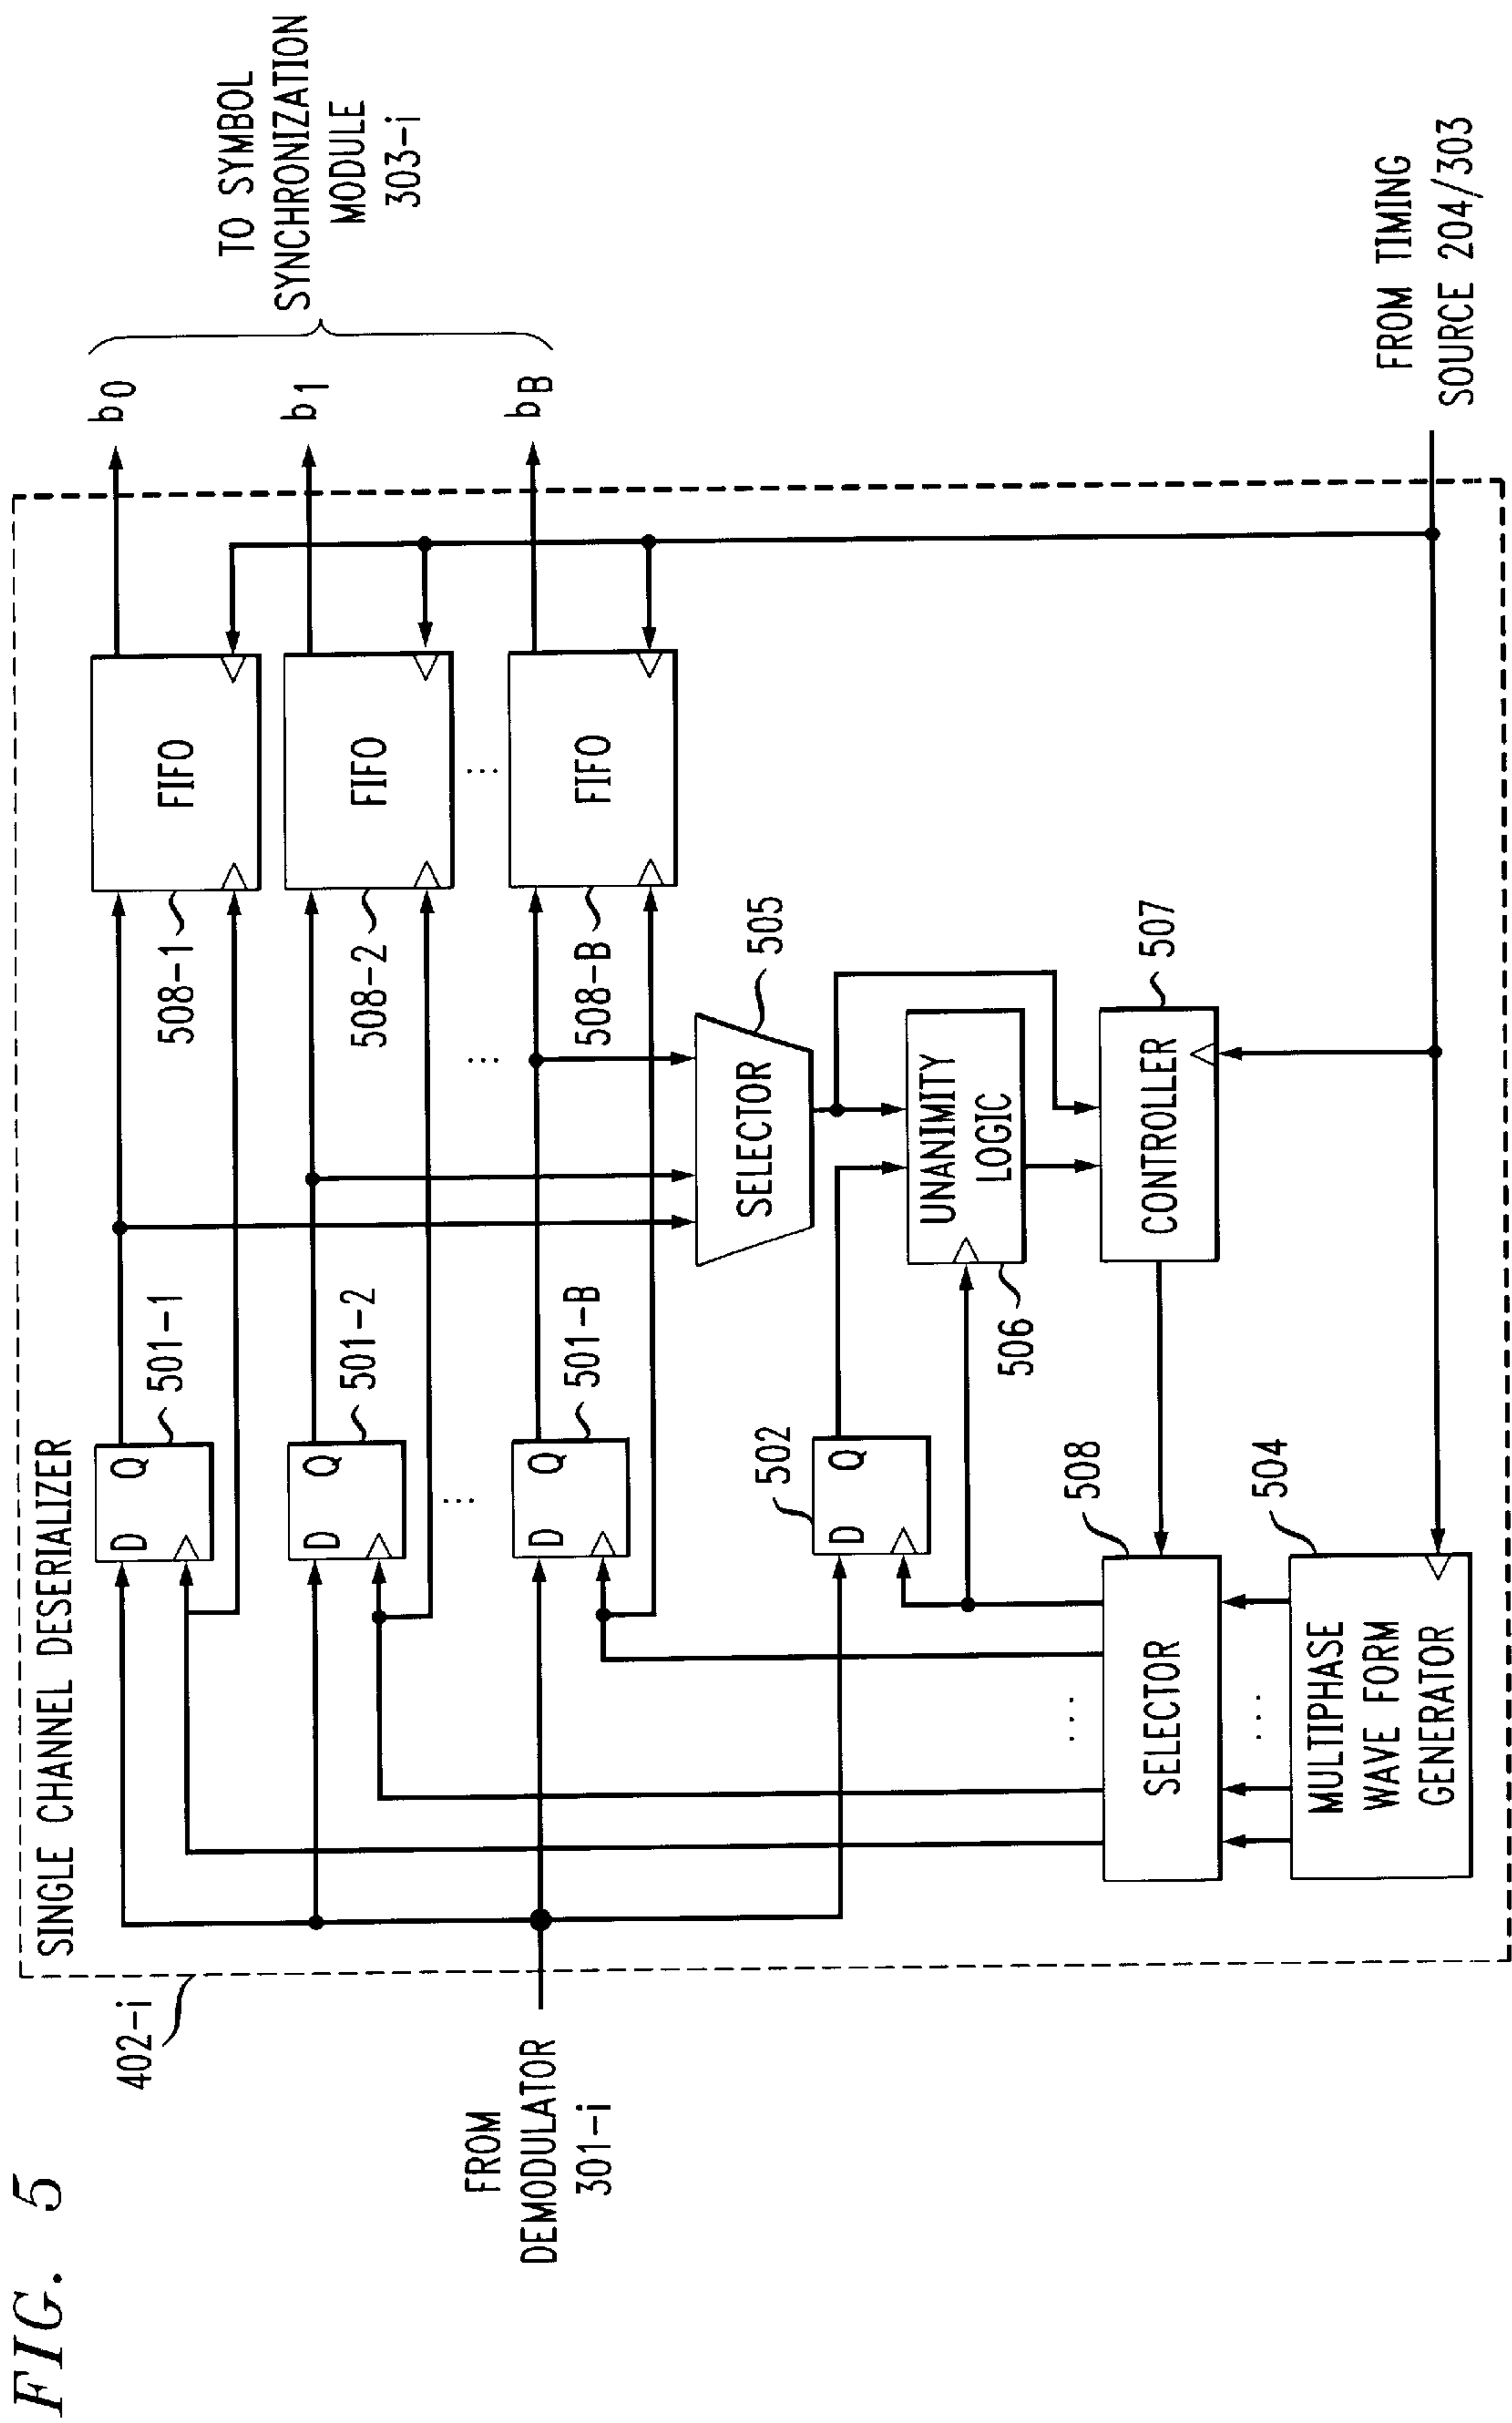 FIG. 5
402-i
SINGLE CHANNEL DESERIALIZER
FROM
DEMODULATOR
301-i
D Q
501-1
D Q
501-2
...
D Q
501-B
502
D Q
FIFO
508-1
FIFO
508-2
...
...
FIFO
508-B
b0
b1
bB
TO SYMBOL
SYNCHRONIZATION
MODULE
303-i
SELECTOR
505
UNANIMITY
LOGIC
506
CONTROLLER
507
...
SELECTOR
508
...
MULTIPHASE
WAVE FORM
GENERATOR
504
FROM TIMING
SOURCE 204/303